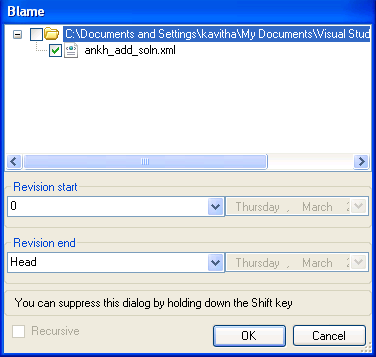 Blame
C:\Documents and Settings\kavitha\My Documents\Visual Stud
ankh_add_soln.xml
Revision start
0
Thursday , March
Revision end
Head
Thursday , March
You can suppress this dialog by holding down the Shift key
Recursive
OK Cancel